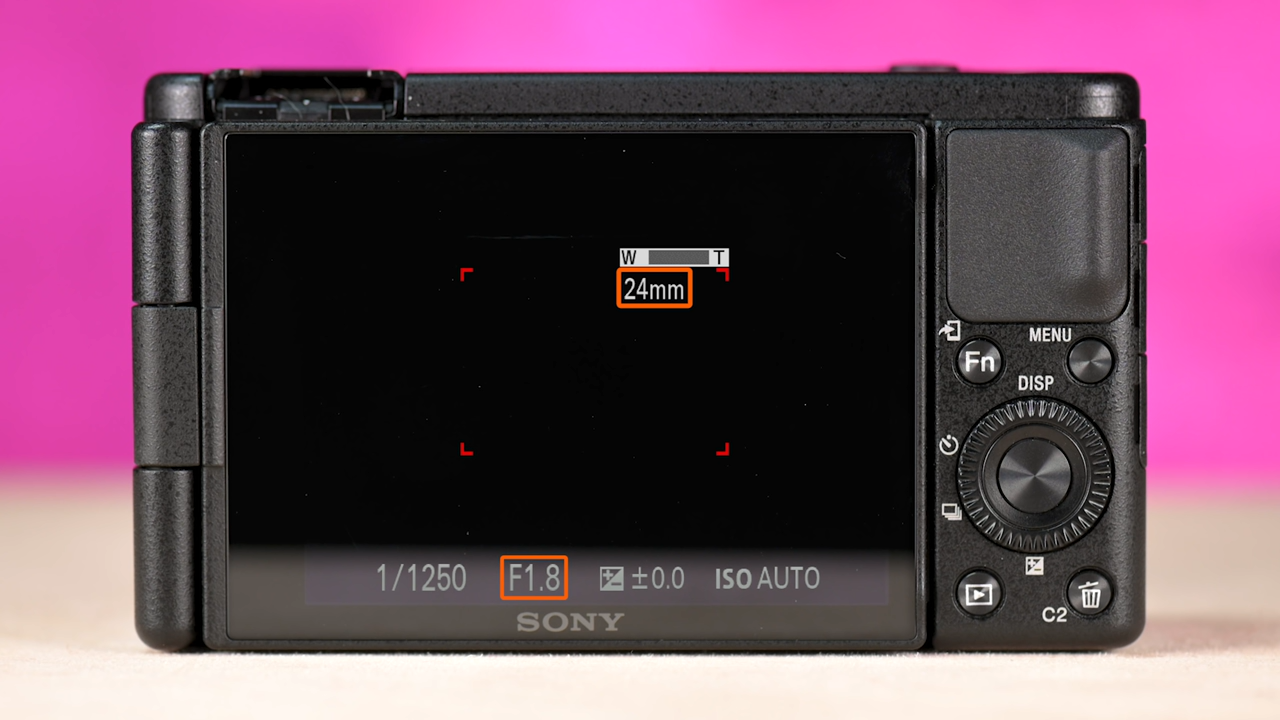 W T
24mm
MENU
Fn
DISP
1/1250 F1.8 ±0.0 ISO AUTO
SONY
C2